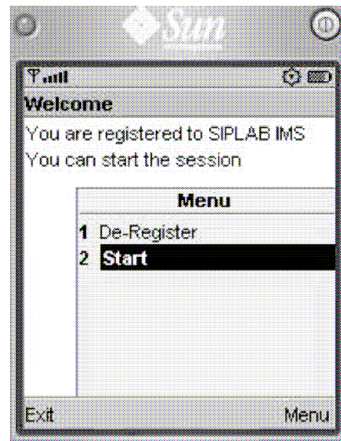 Sun
Welcome
You are registered to SIPLAB IMS
You can start the session
Menu
1 De-Register
2 Start
Exit
Menu